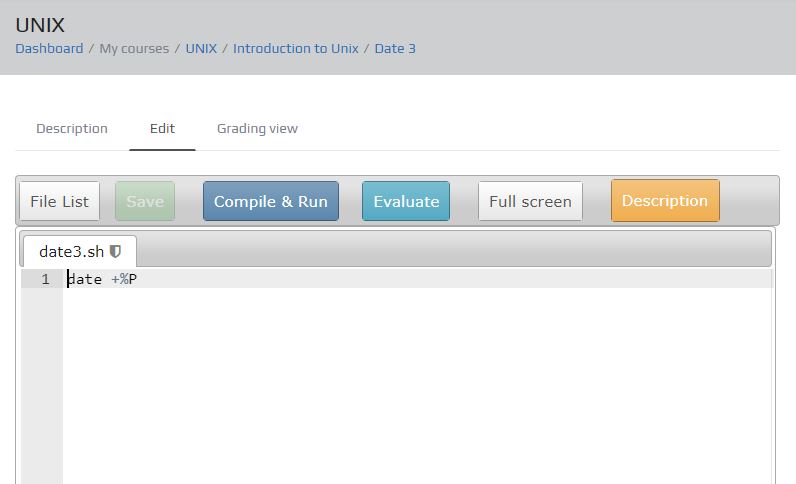 UNIX
Dashboard / My courses / UNIX / Introduction to Unix / Date 3
Description Edit Grading view
File List Save Compile & Run Evaluate Full screen Description
date3.sh
1 date +%P